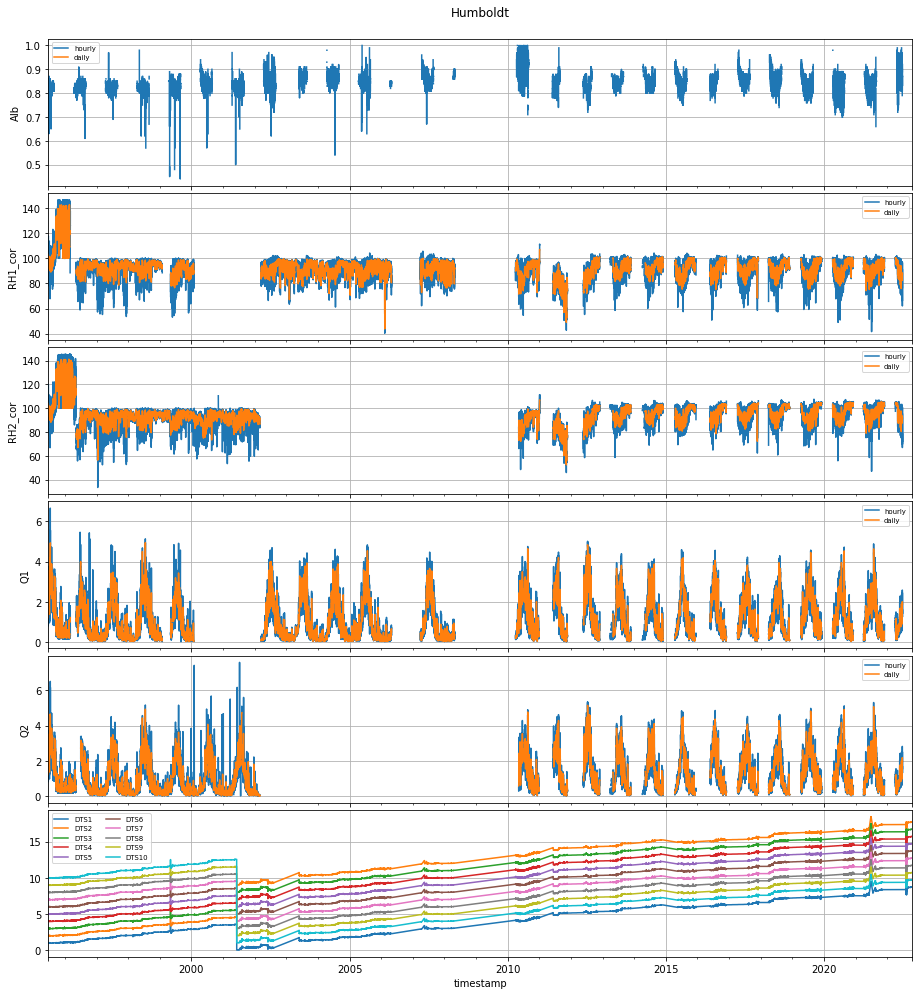 Humboldt
Alb
1.0
0.9
0.8
0.7
0.6
0.5
hourly
daily
RH1_cor
140
120
100
80
60
40
hourly
daily
RH2_cor
140
120
100
80
60
40
hourly
daily
Q1
6
4
2
0
hourly
daily
Q2
6
4
2
0
hourly
daily
15
10
5
0
DTS1 DTS6
DTS2 DTS7
DTS3 DTS8
DTS4 DTS9
DTS5 DTS10
2000 2005 2010 2015 2020
timestamp